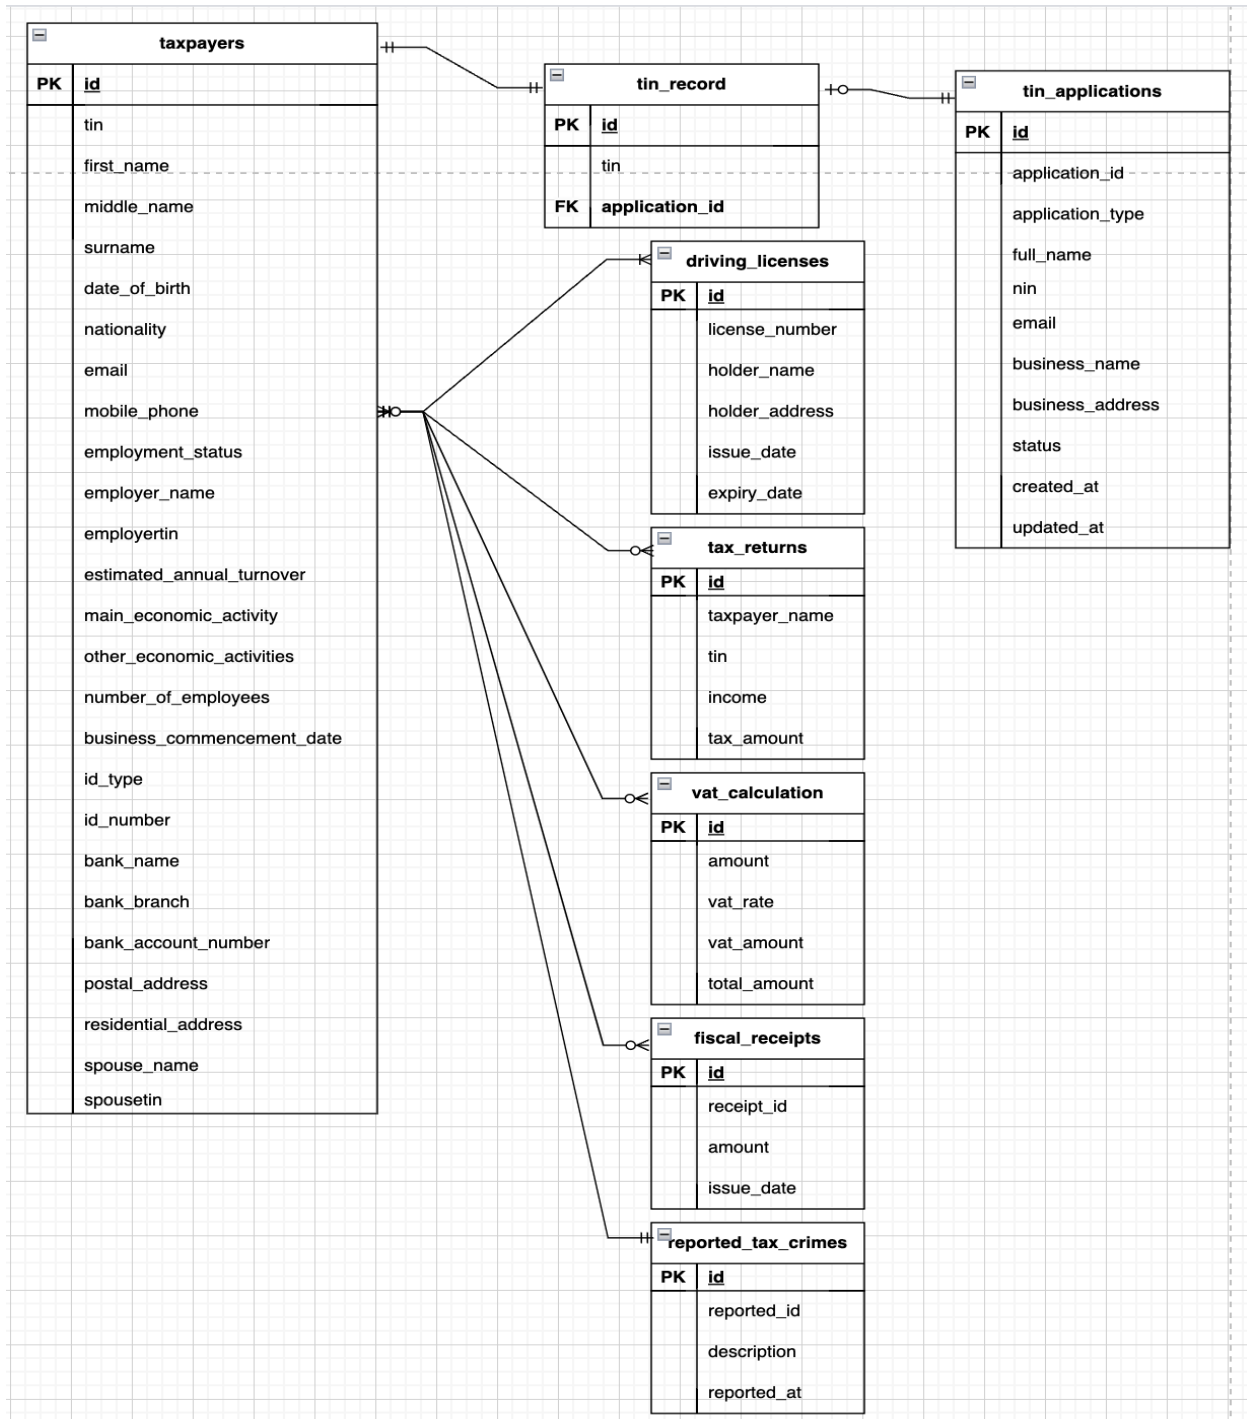 taxpayers
PK id
tin
first_name
middle_name
surname
date_of_birth
nationality
email
mobile_phone
employment_status
employer_name
employertin
estimated_annual_turnover
main_economic_activity
other_economic_activities
number_of_employees
business_commencement_date
id_type
id_number
bank_name
bank_branch
bank_account_number
postal_address
residential_address
spouse_name
spousetin
tin_record
PK id
tin
FK application_id
tin_applications
PK id
application_id
application_type
full_name
nin
email
business_name
business_address
status
created_at
updated_at
driving_licenses
PK id
license_number
holder_name
holder_address
issue_date
expiry_date
tax_returns
PK id
taxpayer_name
tin
income
tax_amount
vat_calculation
PK id
amount
vat_rate
vat_amount
total_amount
fiscal_receipts
PK id
receipt_id
amount
issue_date
reported_tax_crimes
PK id
reported_id
description
reported_at